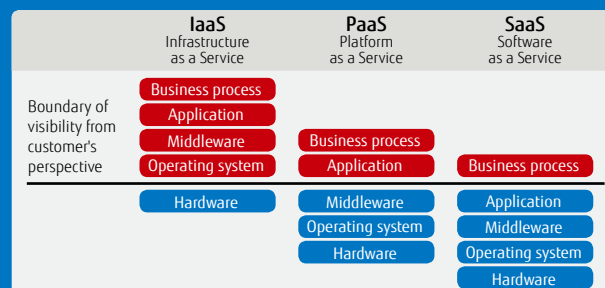 IaaS
Infrastructure
as a Service
PaaS
Platform
as a Service
SaaS
Software
as a Service
Boundary of
visibility from
customer's
perspective
Business process
Application
Middleware
Operating system
Hardware
Business process
Application
Middleware
Operating system
Hardware
Business process
Application
Middleware
Operating system
Hardware